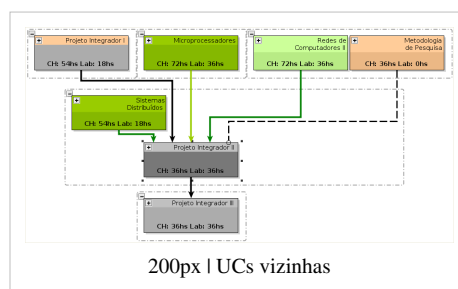 Projeto Integrador I
CH: 54hs Lab: 18hs
Microprocessadores
CH: 72hs Lab: 36hs
Redes de
Computadores II
CH: 72hs Lab: 36hs
Metodologia
de Pesquisa
CH: 36hs Lab: 0hs
Sistemas
Distribuídos
CH: 54hs Lab: 18hs
Projeto Integrador II
CH: 36hs Lab: 36hs
Projeto Integrador III
CH: 36hs Lab: 36hs
200px | UCs vizinhas